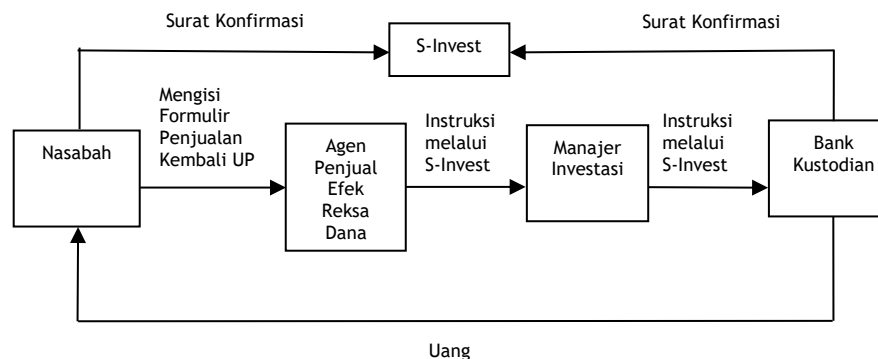 Surat Konfirmasi
Surat Konfirmasi
S-Invest
Mengisi
Formulir
Penjualan
Kembali UP
Nasabah
Agen
Penjual
Efek
Reksa
Dana
Instruksi
melalui
S-Invest
Manajer
Investasi
Instruksi
melalui
S-Invest
Bank
Kustodian
Uang